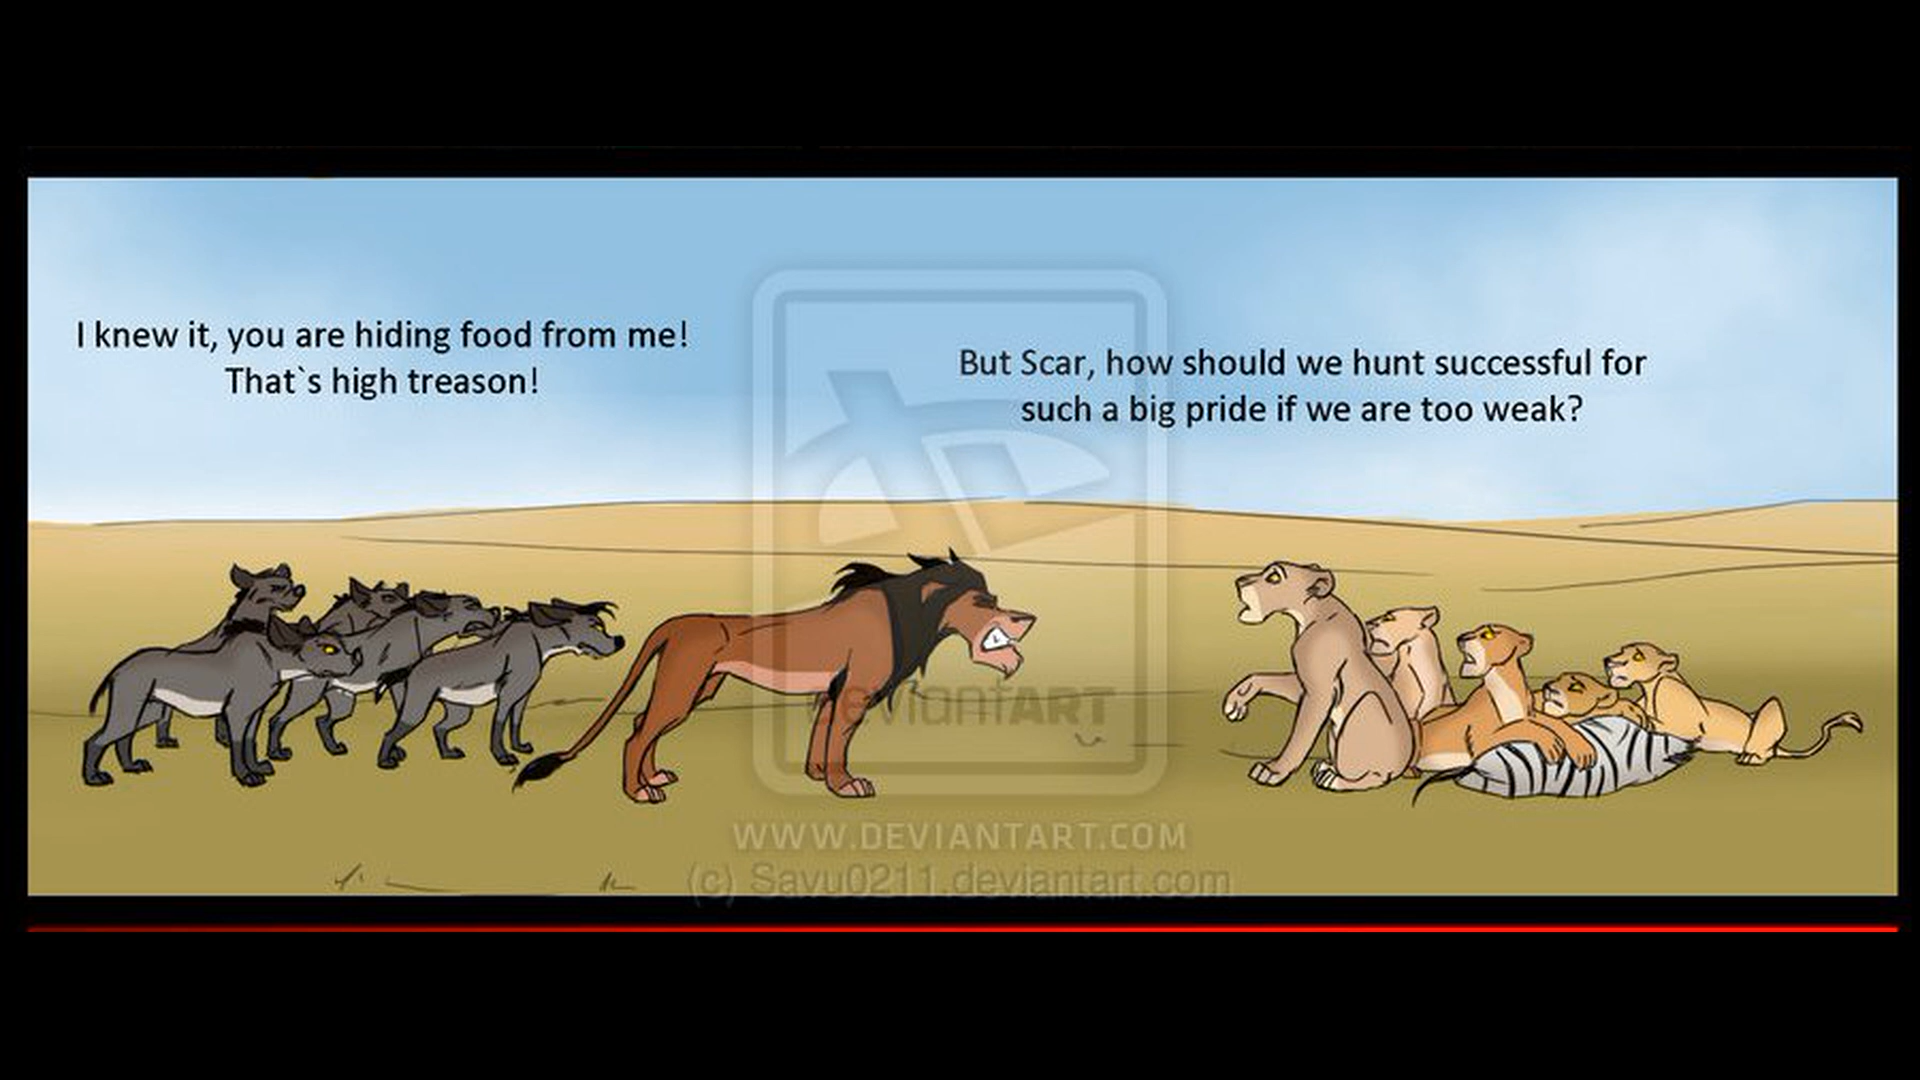 I knew it, you are hiding food from me!
That`s high treason!
But Scar, how should we hunt successful for
such a big pride if we are too weak?
deviantART
WWW.DEVIANTART.COM
(c) Savu0211.deviantart.com